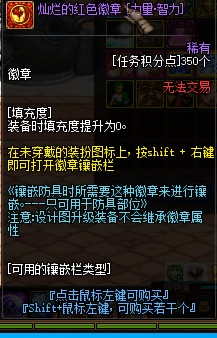 灿烂的红色徽章 [力量·智力]
稀有
[任务积分点]350个
徽章
无法交易
[填充度]
装备时填充度提升为0。
在未穿戴的装扮图标上，按shift + 右键
即可打开徽章镶嵌栏
《镶嵌防具时所需要这种徽章来进行镶
嵌。---只可用于防具部位》
注意:设计图升级装备不会继承徽章属
性
[可用的镶嵌栏类型]
『点击鼠标左键可购买』
『Shift+鼠标左键，可购买若干个』